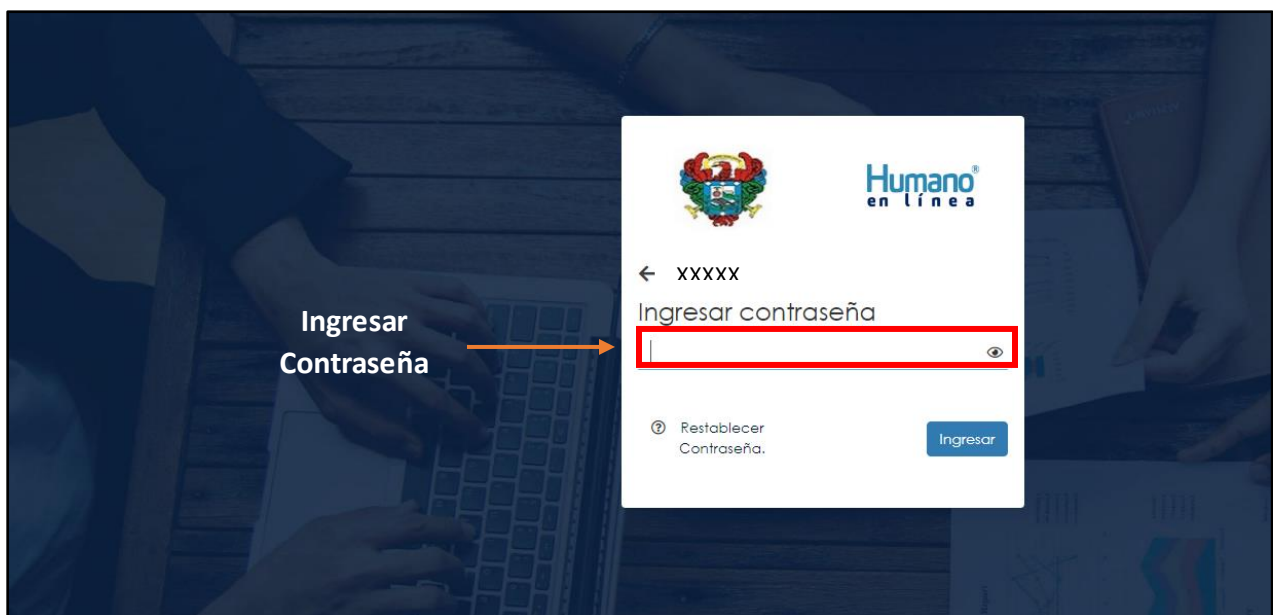 Humano®
en línea
← xxxxx
Ingresar contraseña
Ingresar
Contraseña
Restablecer
Contraseña.
Ingresar